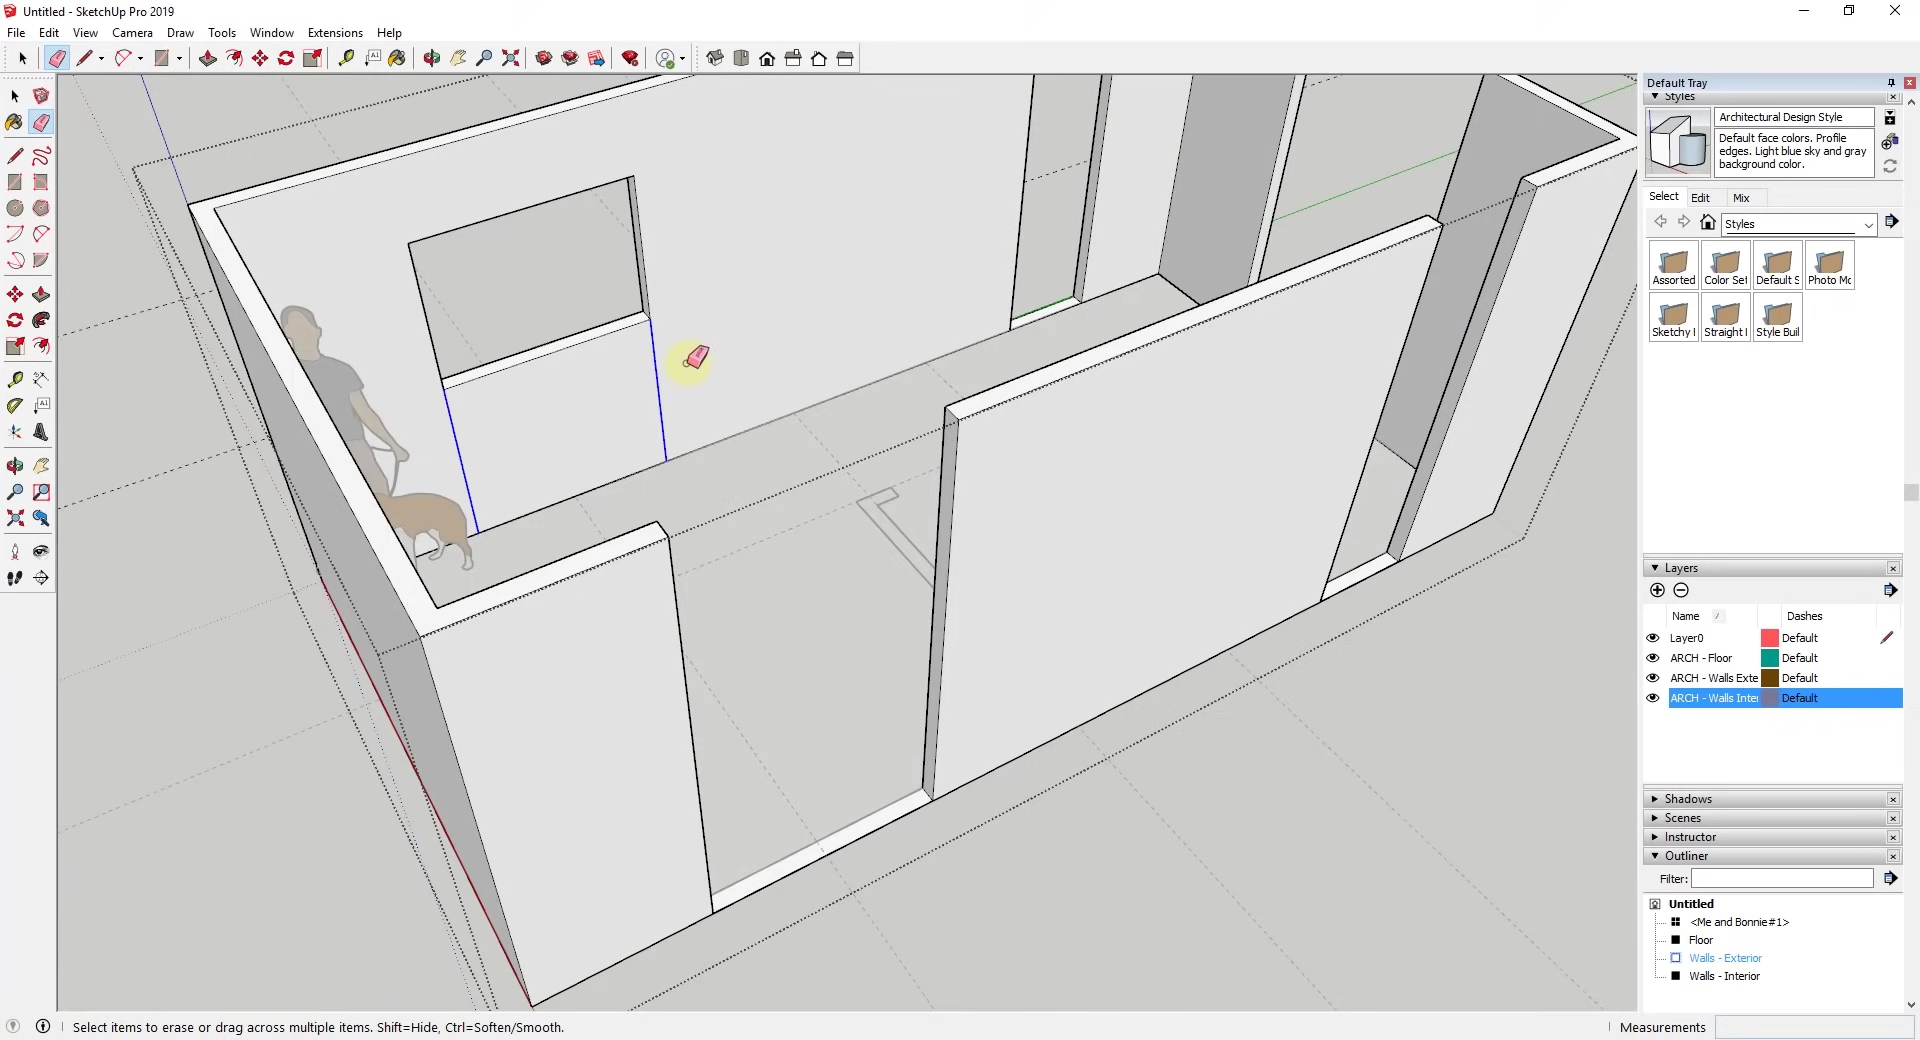 Untitled - SketchUp Pro 2019
File Edit View Camera Draw Tools Window Extensions Help
Default Tray
Styles
Architectural Design Style
Default face colors. Profile
edges. Light blue sky and gray
background color.
Select Edit Mix
Styles
Assorted Color Set Default S Photo Mo
Sketchy E Straight L Style Buil
Layers
Name Dashes
Layer0 Default
ARCH - Floor Default
ARCH - Walls Exte Default
ARCH - Walls Inte Default
Shadows
Scenes
Instructor
Outliner
Filter:
Untitled
<Me and Bonnie#1>
Floor
Walls - Exterior
Walls - Interior
Select items to erase or drag across multiple items. Shift=Hide, Ctrl=Soften/Smooth.
Measurements